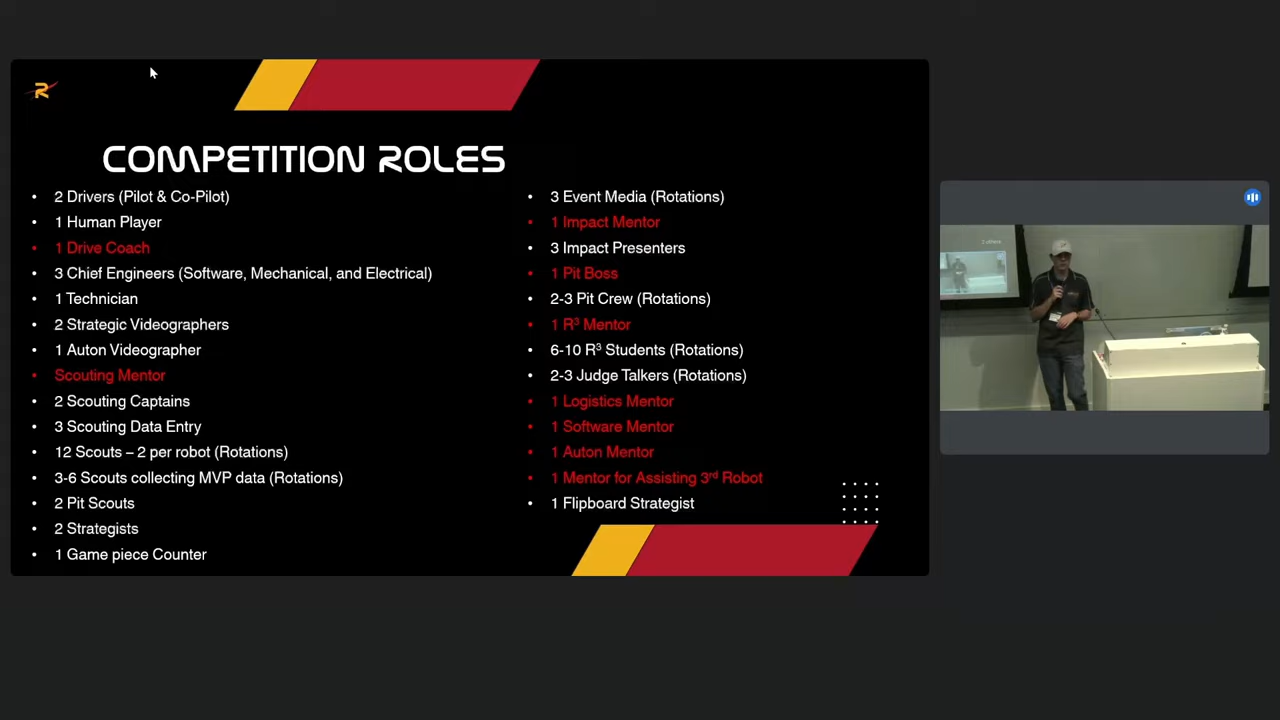 COMPETITION ROLES
• 2 Drivers (Pilot & Co-Pilot)
• 1 Human Player
• 1 Drive Coach
• 3 Chief Engineers (Software, Mechanical, and Electrical)
• 1 Technician
• 2 Strategic Videographers
• 1 Auton Videographer
• Scouting Mentor
• 2 Scouting Captains
• 3 Scouting Data Entry
• 12 Scouts – 2 per robot (Rotations)
• 3-6 Scouts collecting MVP data (Rotations)
• 2 Pit Scouts
• 2 Strategists
• 1 Game piece Counter
• 3 Event Media (Rotations)
• 1 Impact Mentor
• 3 Impact Presenters
• 1 Pit Boss
• 2-3 Pit Crew (Rotations)
• 1 R³ Mentor
• 6-10 R³ Students (Rotations)
• 2-3 Judge Talkers (Rotations)
• 1 Logistics Mentor
• 1 Software Mentor
• 1 Auton Mentor
• 1 Mentor for Assisting 3rd Robot
• 1 Flipboard Strategist